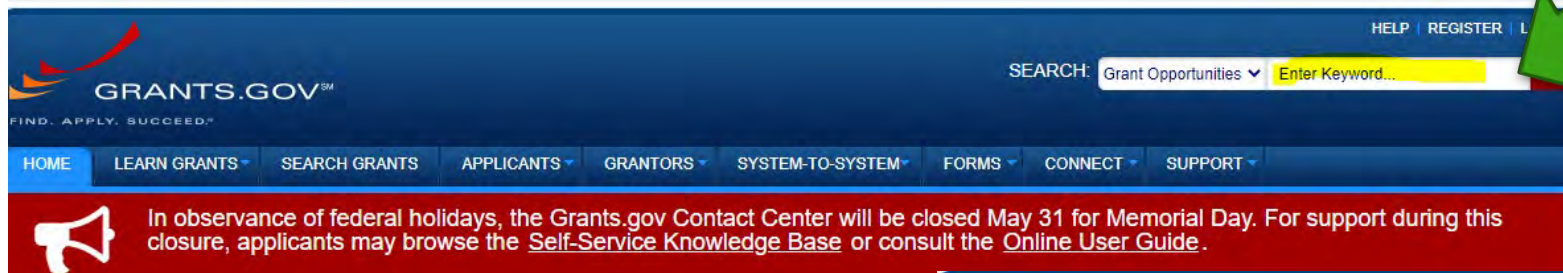 HELP | REGISTER |
SEARCH: Grant Opportunities Enter Keyword...
GRANTS.GOV℠
FIND. APPLY. SUCCEED.℠
HOME LEARN GRANTS SEARCH GRANTS APPLICANTS GRANTORS SYSTEM-TO-SYSTEM FORMS CONNECT SUPPORT
In observance of federal holidays, the Grants.gov Contact Center will be closed May 31 for Memorial Day. For support during this
closure, applicants may browse the Self-Service Knowledge Base or consult the Online User Guide.